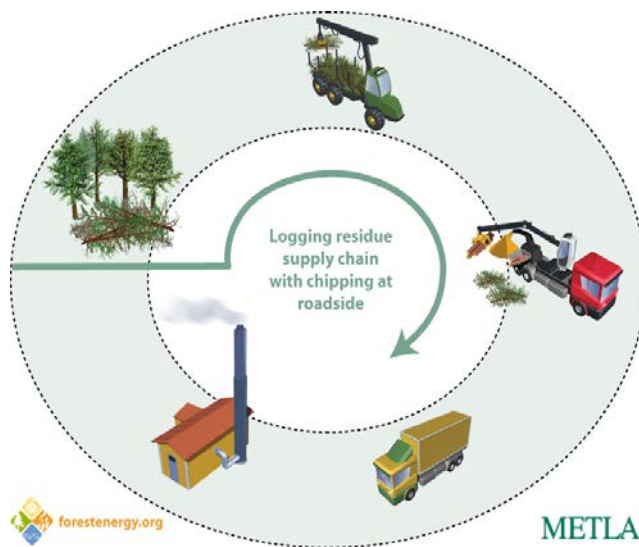 Logging residue
supply chain
with chipping at
roadside
forestenergy.org
METLA